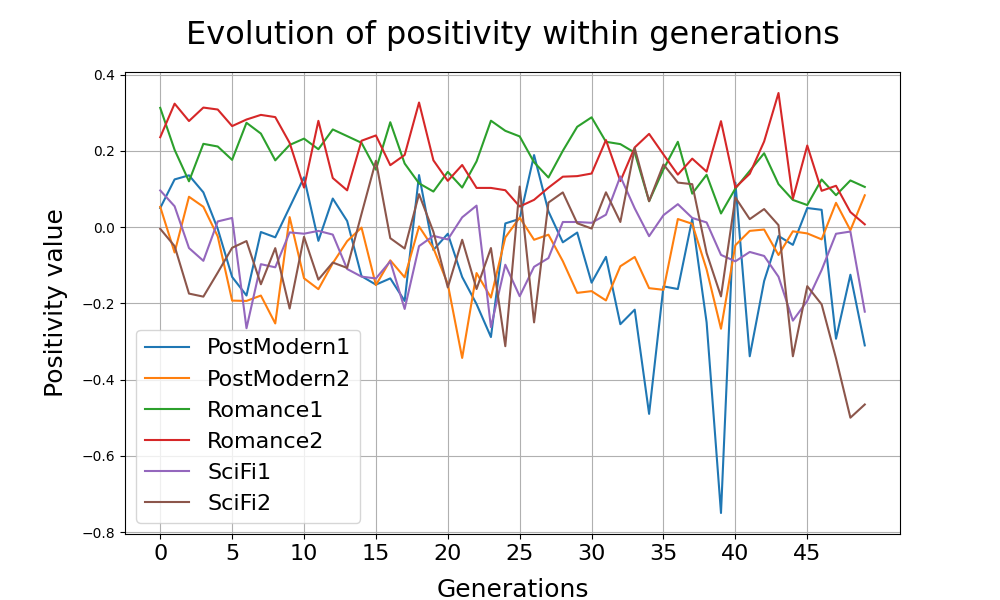 Evolution of positivity within generations
Positivity value
0.4
0.2
0.0
−0.2
−0.4
−0.6
−0.8
PostModern1
PostModern2
Romance1
Romance2
SciFi1
SciFi2
0 5 10 15 20 25 30 35 40 45
Generations